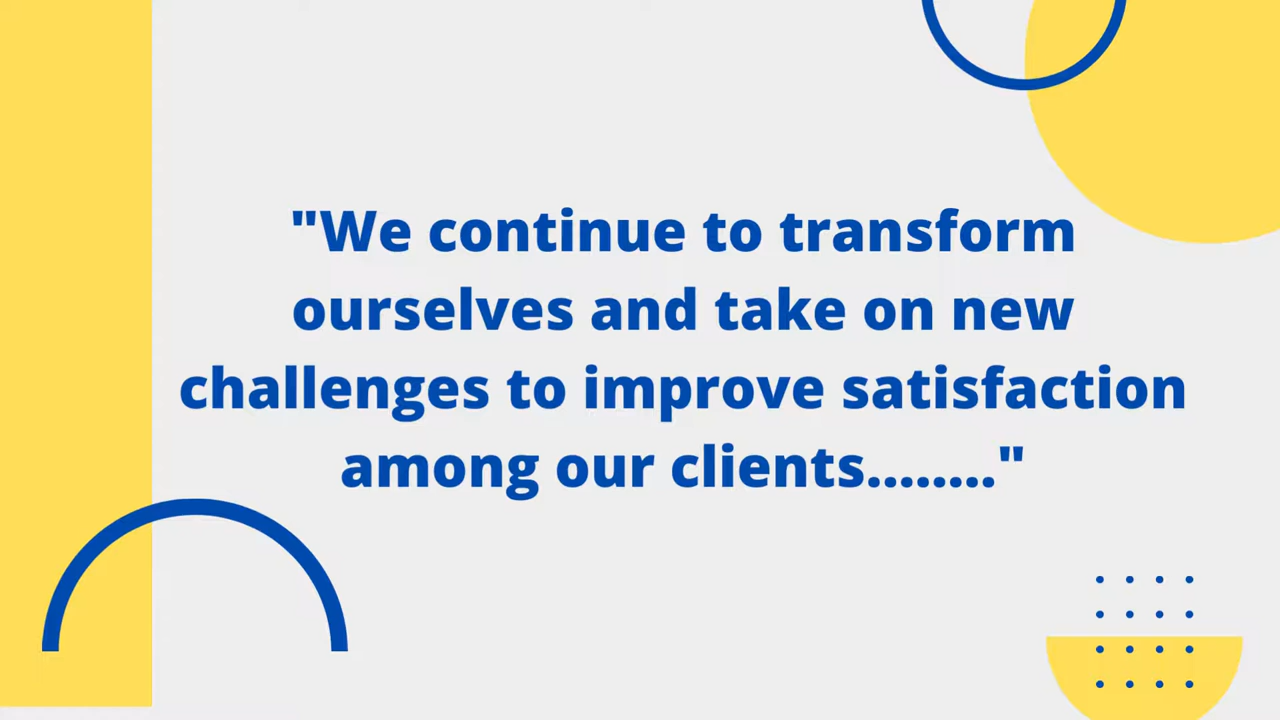 "We continue to transform
ourselves and take on new
challenges to improve satisfaction
among our clients........"